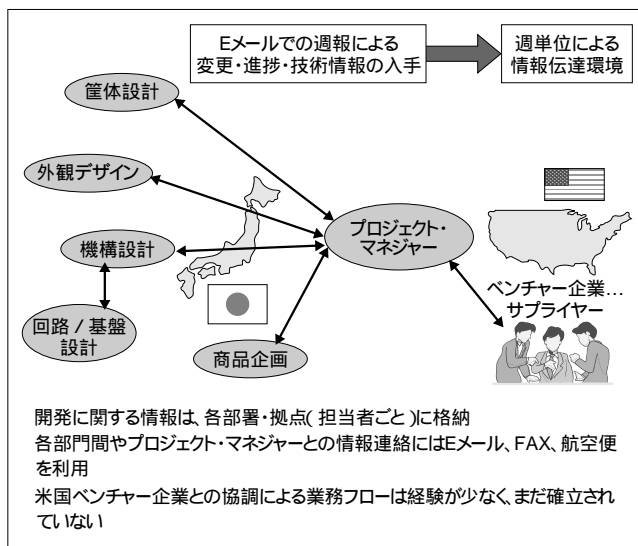 Eメールでの週報による
変更・進捗・技術情報の入手
週単位による
情報伝達環境
筐体設計
外観デザイン
機構設計
回路/基盤
設計
商品企画
プロジェクト・
マネジャー
ベンチャー企業…
サプライヤー
開発に関する情報は、各部署・拠点(担当者ごと)に格納
各部門間やプロジェクト・マネジャーとの情報連絡にはEメール、FAX、航空便
を利用
米国ベンチャー企業との協調による業務フローは経験が少なく、まだ確立され
ていない